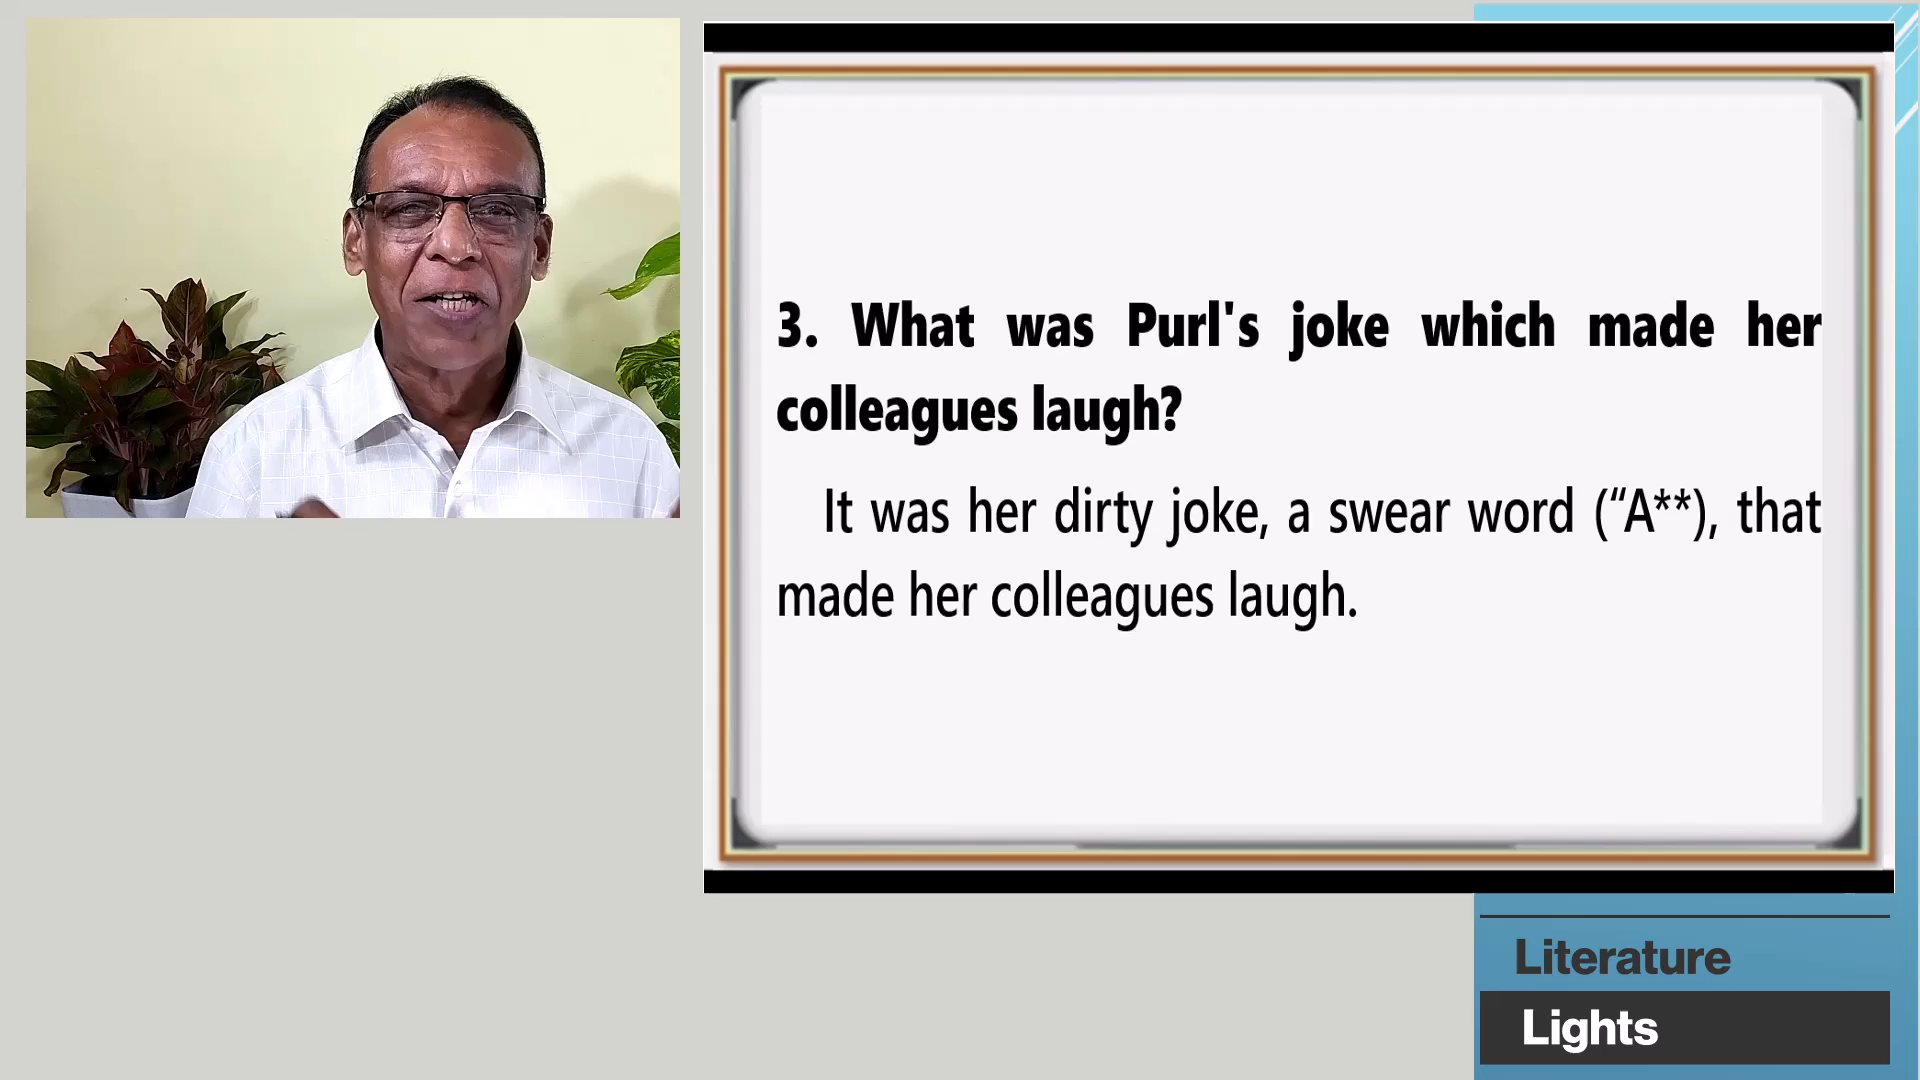 3. What was Purl's joke which made her
colleagues laugh?
It was her dirty joke, a swear word (“A**), that
made her colleagues laugh.
Literature
Lights